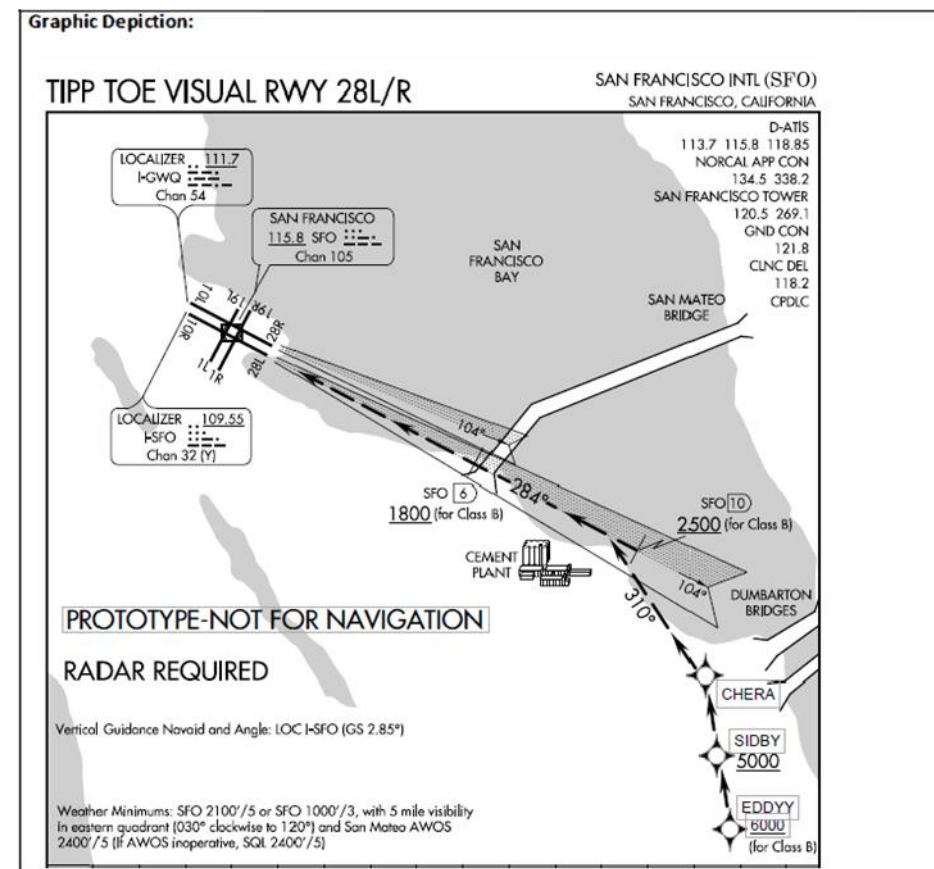 Graphic Depiction:
TIPP TOE VISUAL RWY 28L/R
SAN FRANCISCO INTL (SFO)
SAN FRANCISCO, CALIFORNIA
D-ATIS
113.7 115.8 118.85
NORCAL APP CON
134.5 338.2
SAN FRANCISCO TOWER
120.5 269.1
GND CON
121.8
CLNC DEL
118.2
CPDLC
LOCALIZER 111.7
I-GWQ
Chan 54
SAN FRANCISCO
115.8 SFO
Chan 105
SAN
FRANCISCO
BAY
SAN MATEO
BRIDGE
10L
19L
19R
28R
10R
1L
1R
28L
LOCALIZER 109.55
I-SFO
Chan 32 (Y)
104°
SFO 6
1800 (for Class B)
284°
SFO 10
2500 (for Class B)
CEMENT
PLANT
104°
DUMBARTON
BRIDGES
310°
PROTOTYPE-NOT FOR NAVIGATION
RADAR REQUIRED
CHERA
Vertical Guidance Navaid and Angle: LOC I-SFO (GS 2.85°)
SIDBY
5000
EDDYY
6000
(for Class B)
Weather Minimums: SFO 2100'/5 or SFO 1000'/3, with 5 mile visibility
in eastern quadrant (030° clockwise to 120°) and San Mateo AWOS
2400'/5 (If AWOS inoperative, SQL 2400'/5)